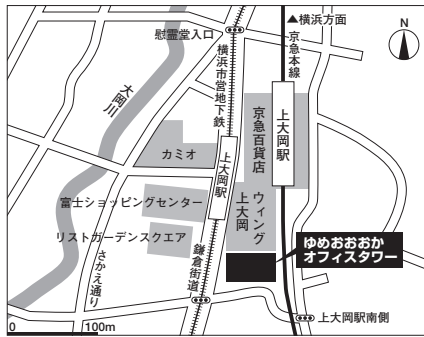 ▲横浜方面
N
慰霊堂入口
京急本線
横浜市営地下鉄
大岡川
上大岡駅
京急百貨店
カミオ
上大岡駅
ウィング
上大岡
富士ショッピングセンター
ゆめおおおか
オフィスタワー
リストガーデンスクエア
さかえ通り
鎌倉街道
上大岡駅南側
0 100m